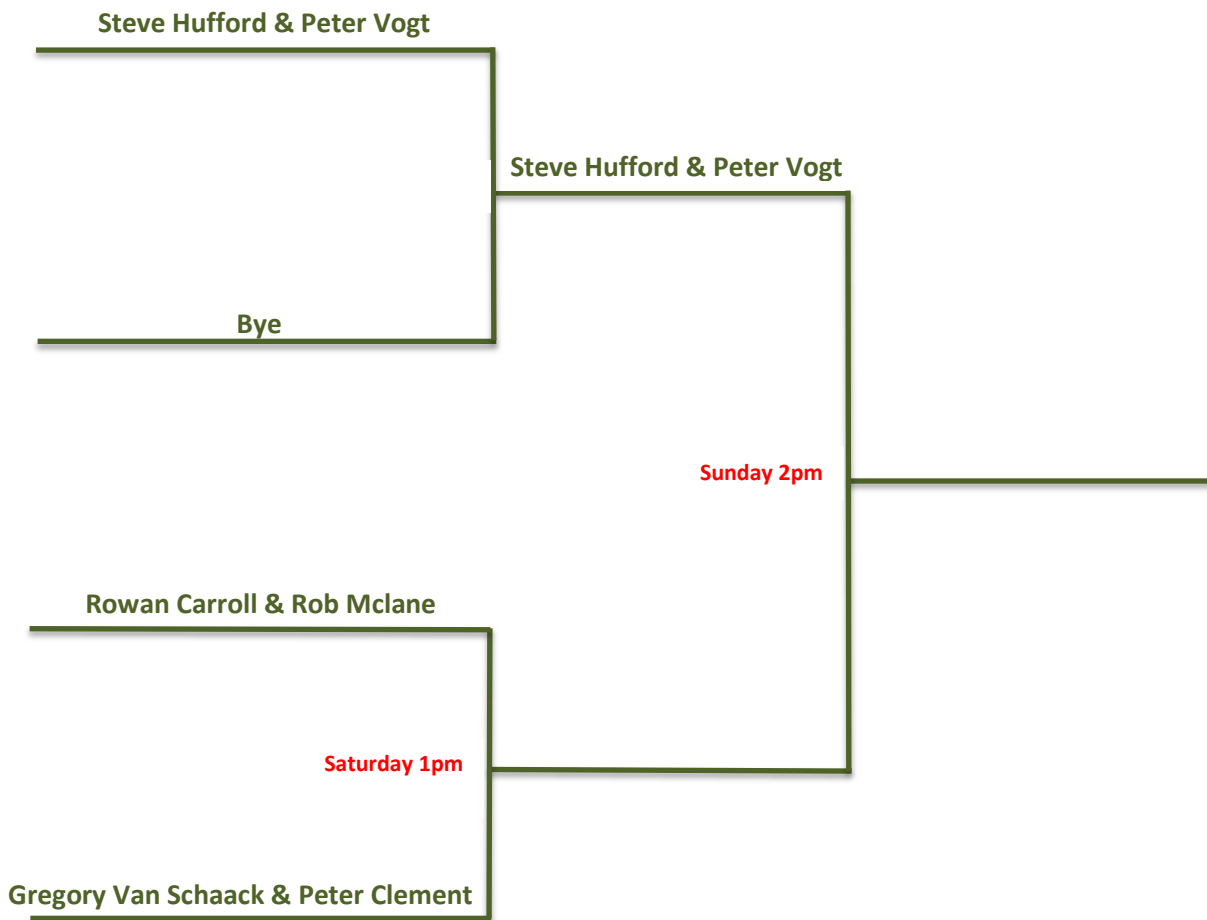 Steve Hufford & Peter Vogt
Steve Hufford & Peter Vogt
Bye
Sunday 2pm
Rowan Carroll & Rob Mclane
Saturday 1pm
Gregory Van Schaack & Peter Clement